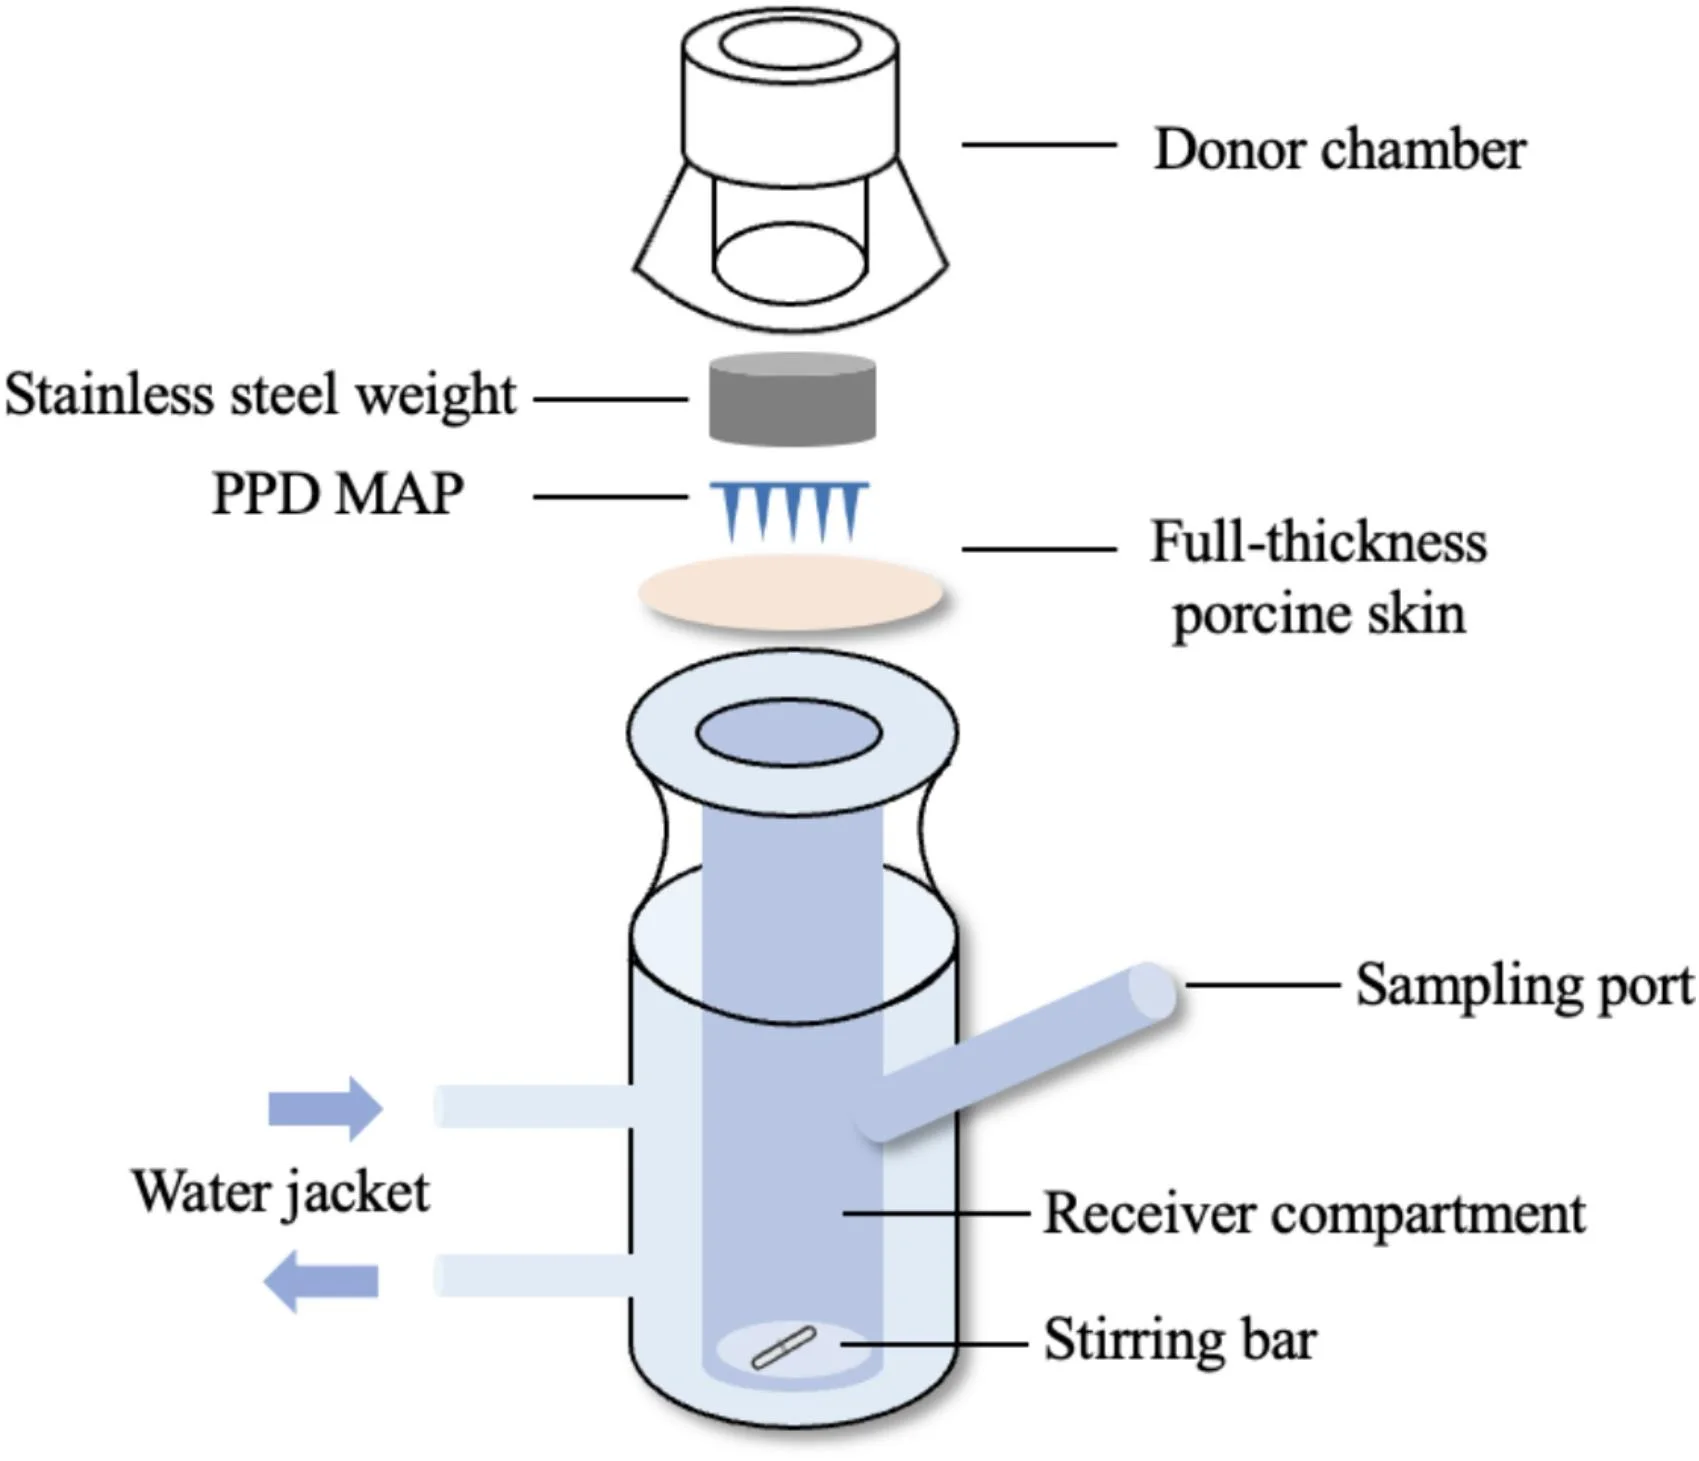 Donor chamber
Stainless steel weight
PPD MAP
Full-thickness
porcine skin
Sampling port
Water jacket
Receiver compartment
Stirring bar